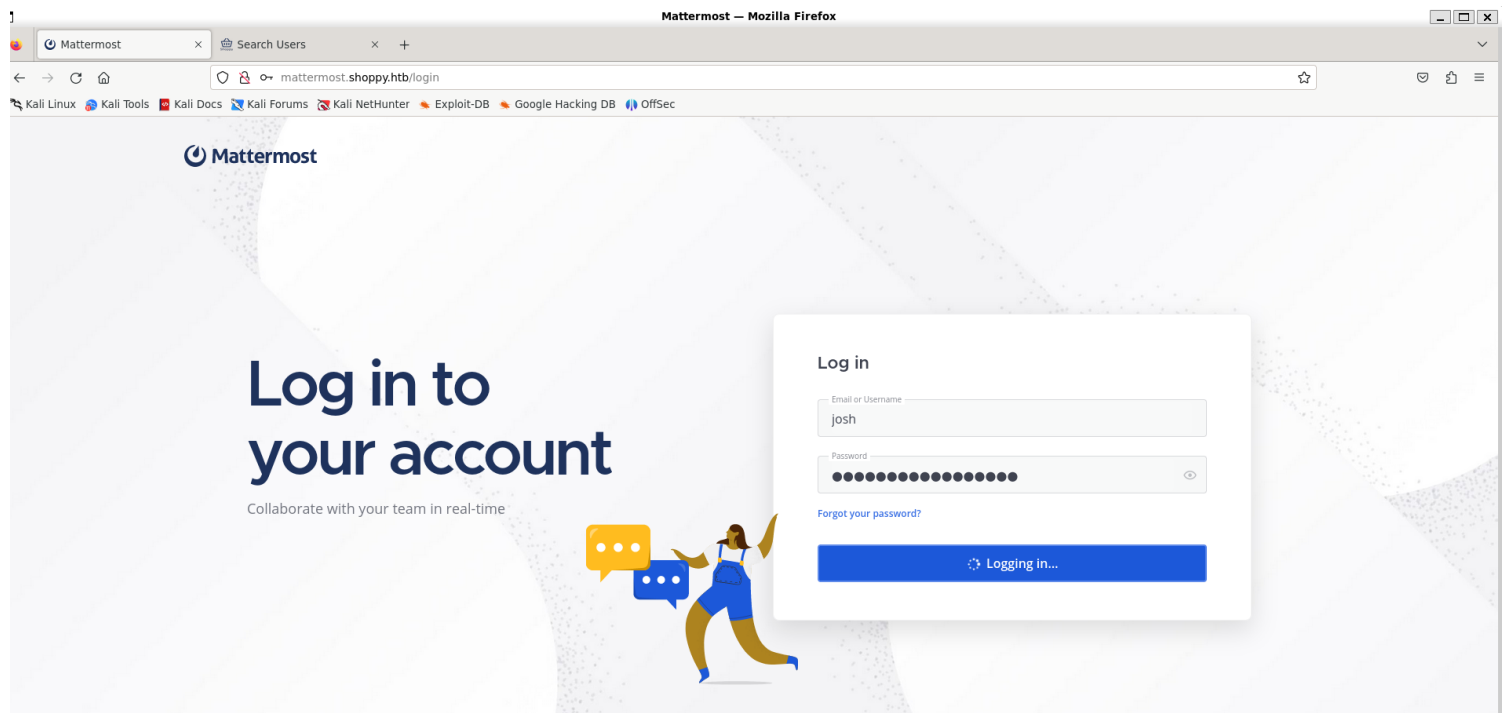 Mattermost — Mozilla Firefox
Mattermost
Search Users
mattermost.shoppy.htb/login
Kali Linux Kali Tools Kali Docs Kali Forums Kali NetHunter Exploit-DB Google Hacking DB OffSec
Mattermost
Log in to
your account
Collaborate with your team in real-time
Log in
Email or Username
josh
Password
●●●●●●●●●●●●●●●●●
Forgot your password?
Logging in...